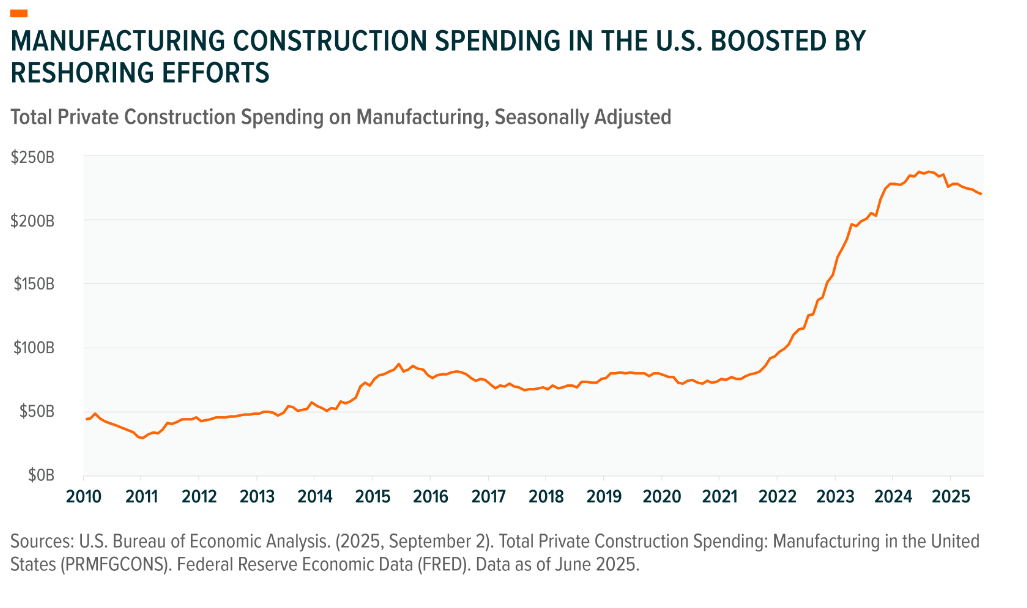 MANUFACTURING CONSTRUCTION SPENDING IN THE U.S. BOOSTED BY
RESHORING EFFORTS
Total Private Construction Spending on Manufacturing, Seasonally Adjusted
$250B
$200B
$150B
$100B
$50B
$0B
2010 2011 2012 2013 2014 2015 2016 2017 2018 2019 2020 2021 2022 2023 2024 2025
Sources: U.S. Bureau of Economic Analysis. (2025, September 2). Total Private Construction Spending: Manufacturing in the United
States (PRMFGCONS). Federal Reserve Economic Data (FRED). Data as of June 2025.